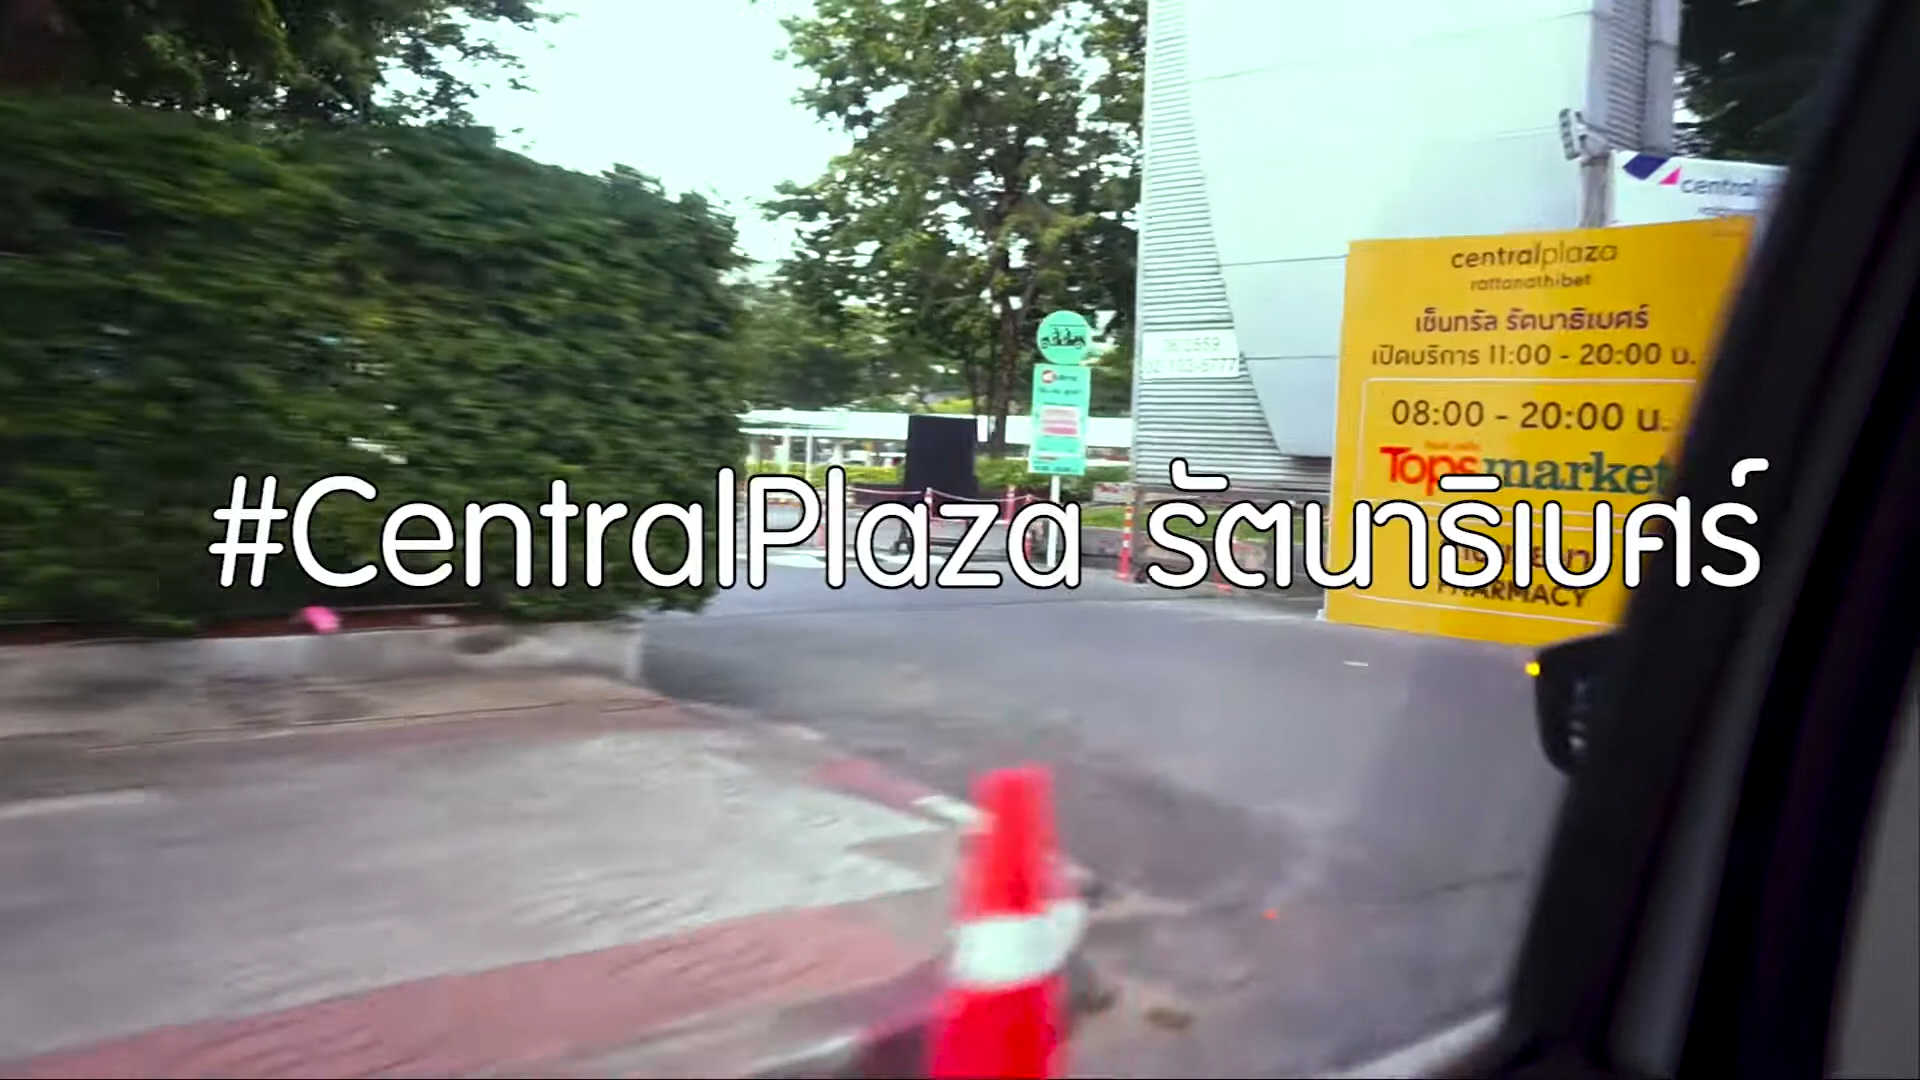 central
centralplaza
rattanathibet
เซ็นทรัล รัตนาธิเบศร์
เปิดบริการ 11:00 - 20:00 น.
08:00 - 20:00 น.
Tops market
#CentralPlaza รัตนาธิเบศร์
PHARMACY